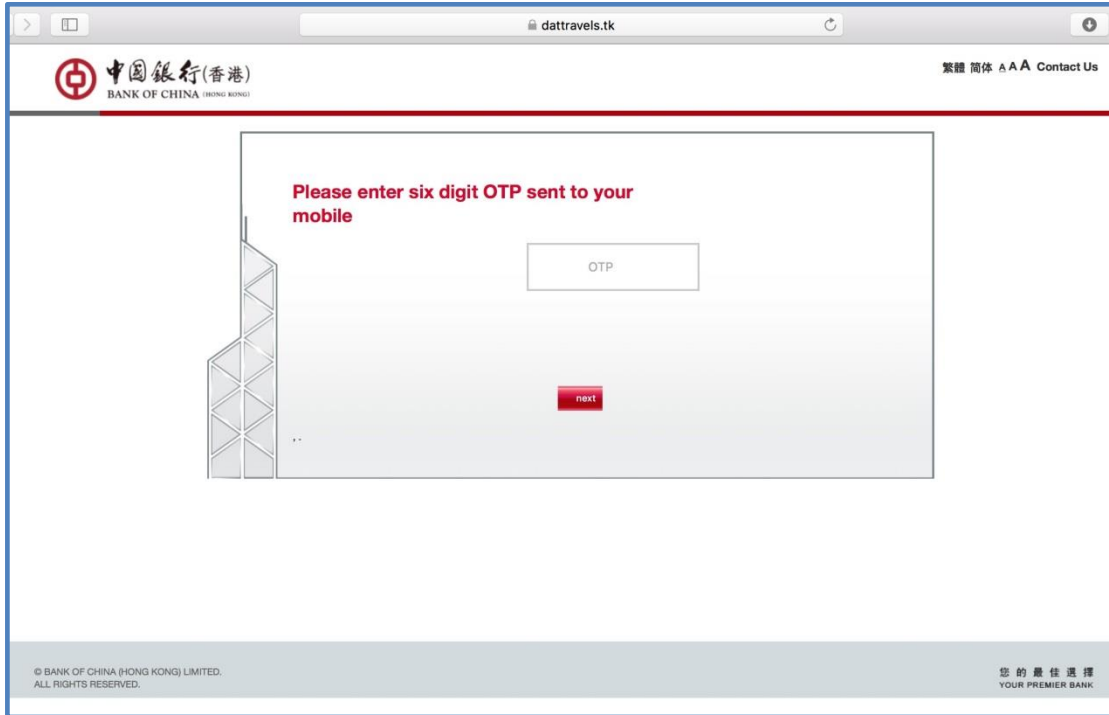 dattravels.tk
中國銀行(香港)
BANK OF CHINA (HONG KONG)
繁體 简体 A A A Contact Us
Please enter six digit OTP sent to your
mobile
OTP
next
, .
© BANK OF CHINA (HONG KONG) LIMITED.
ALL RIGHTS RESERVED.
您的最佳選擇
YOUR PREMIER BANK